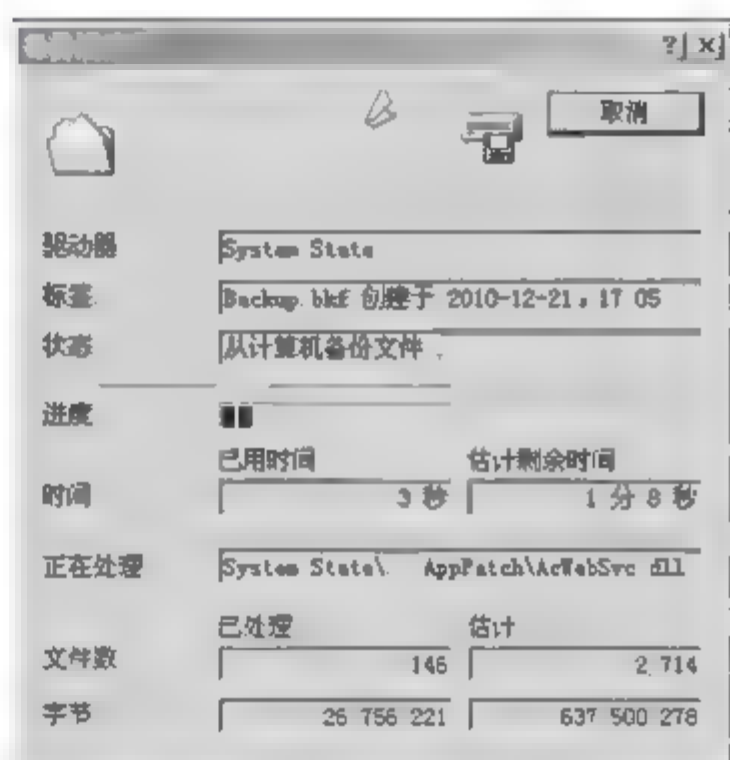 取消
驱动器 System State
标签 Backup.bkf 创建于 2010-12-21, 17 05
状态 从计算机备份文件 .
进度
已用时间 估计剩余时间
时间 3 秒 1 分 8 秒
正在处理 System State\. AppPatch\AcWebSvc dll
已处理 估计
文件数 146 2,714
字节 26 756 221 637 500 278